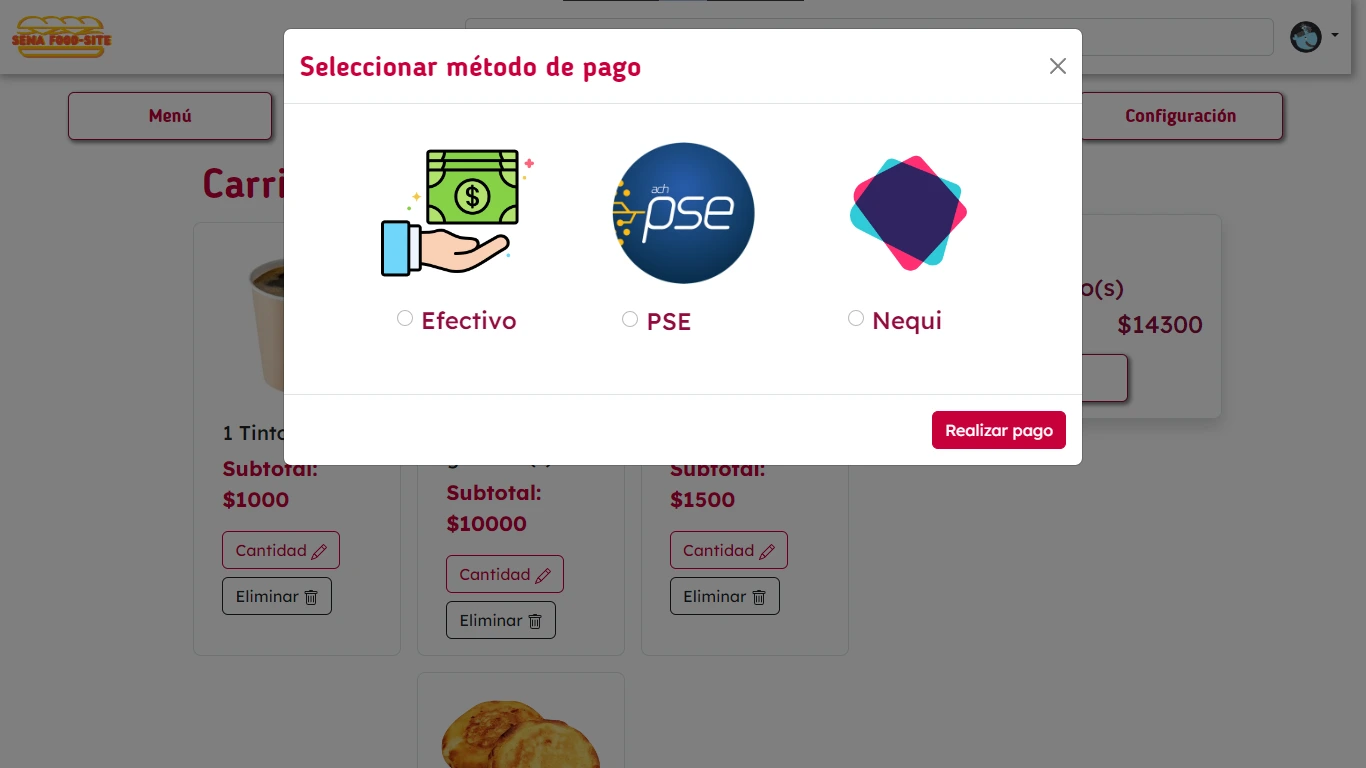 SENA FOOD-SITE
Seleccionar método de pago
Menú
Configuración
Carri
$
ach
pse
Efectivo
PSE
Nequi
o(s)
$14300
Realizar pago
1 Tinto
Subtotal:
$1000
Cantidad
Eliminar
Subtotal:
$10000
Cantidad
Eliminar
Subtotal:
$1500
Cantidad
Eliminar